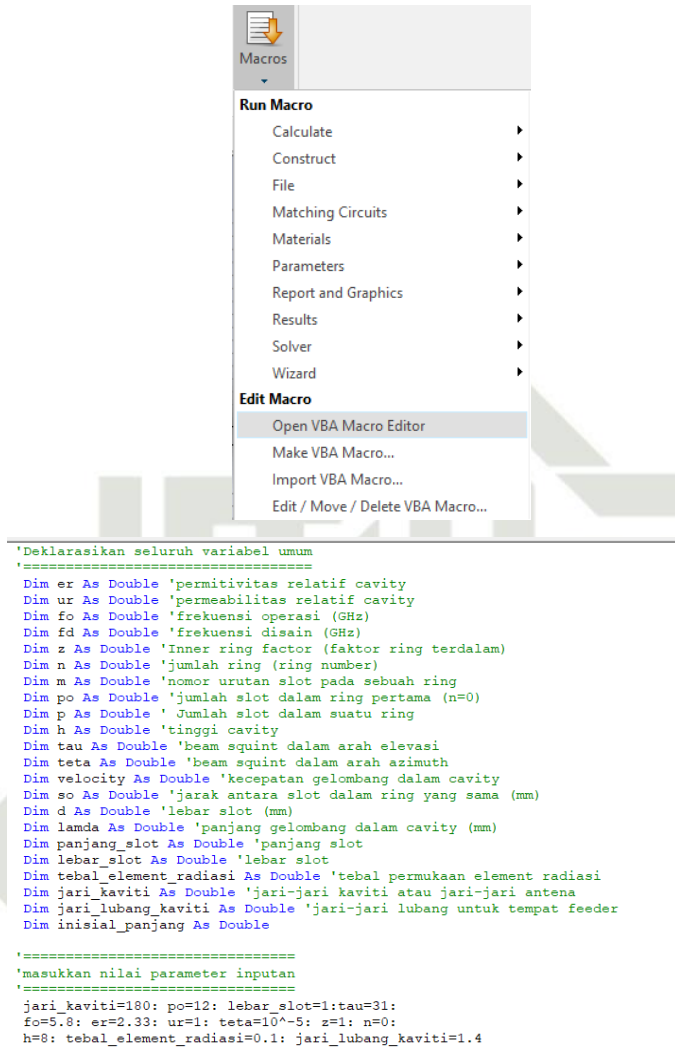 Macros
Run Macro
Calculate
Construct
File
Matching Circuits
Materials
Parameters
Report and Graphics
Results
Solver
Wizard
Edit Macro
Open VBA Macro Editor
Make VBA Macro...
Import VBA Macro...
Edit / Move / Delete VBA Macro...
'Deklarasikan seluruh variabel umum
'==================================
Dim er As Double 'permitivitas relatif cavity
Dim ur As Double 'permeabilitas relatif cavity
Dim fo As Double 'frekuensi operasi (GHz)
Dim fd As Double 'frekuensi disain (GHz)
Dim z As Double 'Inner ring factor (faktor ring terdalam)
Dim n As Double 'jumlah ring (ring number)
Dim m As Double 'nomor urutan slot pada sebuah ring
Dim po As Double 'jumlah slot dalam ring pertama (n=0)
Dim p As Double ' Jumlah slot dalam suatu ring
Dim h As Double 'tinggi cavity
Dim tau As Double 'beam squint dalam arah elevasi
Dim teta As Double 'beam squint dalam arah azimuth
Dim velocity As Double 'kecepatan gelombang dalam cavity
Dim so As Double 'jarak antara slot dalam ring yang sama (mm)
Dim d As Double 'lebar slot (mm)
Dim lamda As Double 'panjang gelombang dalam cavity (mm)
Dim panjang_slot As Double 'panjang slot
Dim lebar_slot As Double 'lebar slot
Dim tebal_element_radiasi As Double 'tebal permukaan element radiasi
Dim jari_kaviti As Double 'jari-jari kaviti atau jari-jari antena
Dim jari_lubang_kaviti As Double 'jari-jari lubang untuk tempat feeder
Dim inisial_panjang As Double
'================================
'masukkan nilai parameter inputan
'================================
jari_kaviti=180: po=12: lebar_slot=1:tau=31:
fo=5.8: er=2.33: ur=1: teta=10^-5: z=1: n=0:
h=8: tebal_element_radiasi=0.1: jari_lubang_kaviti=1.4